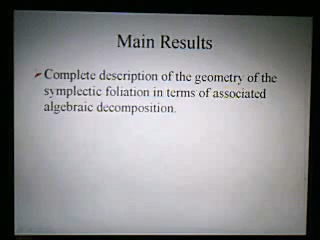 Main Results
Complete description of the geometry of the
symplectic foliation in terms of associated
algebraic decomposition.